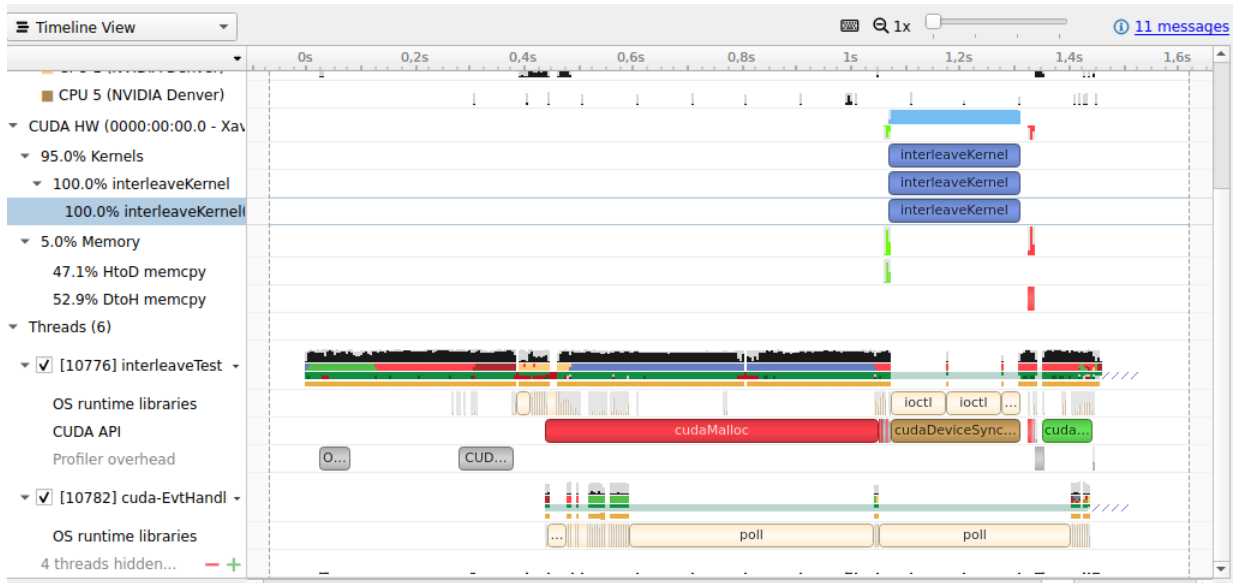 Timeline View 1x 11 messages
0s 0,2s 0,4s 0,6s 0,8s 1s 1,2s 1,4s 1,6s
CPU 5 (NVIDIA Denver)
CUDA HW (0000:00:00.0 - Xav
95.0% Kernels interleaveKernel
100.0% interleaveKernel interleaveKernel
100.0% interleaveKernel( interleaveKernel
5.0% Memory
47.1% HtoD memcpy
52.9% DtoH memcpy
Threads (6)
[10776] interleaveTest
OS runtime libraries ioctl ioctl ...
CUDA API cudaMalloc cudaDeviceSync... cuda...
Profiler overhead O... CUD...
[10782] cuda-EvtHandl
OS runtime libraries ... poll poll
4 threads hidden...